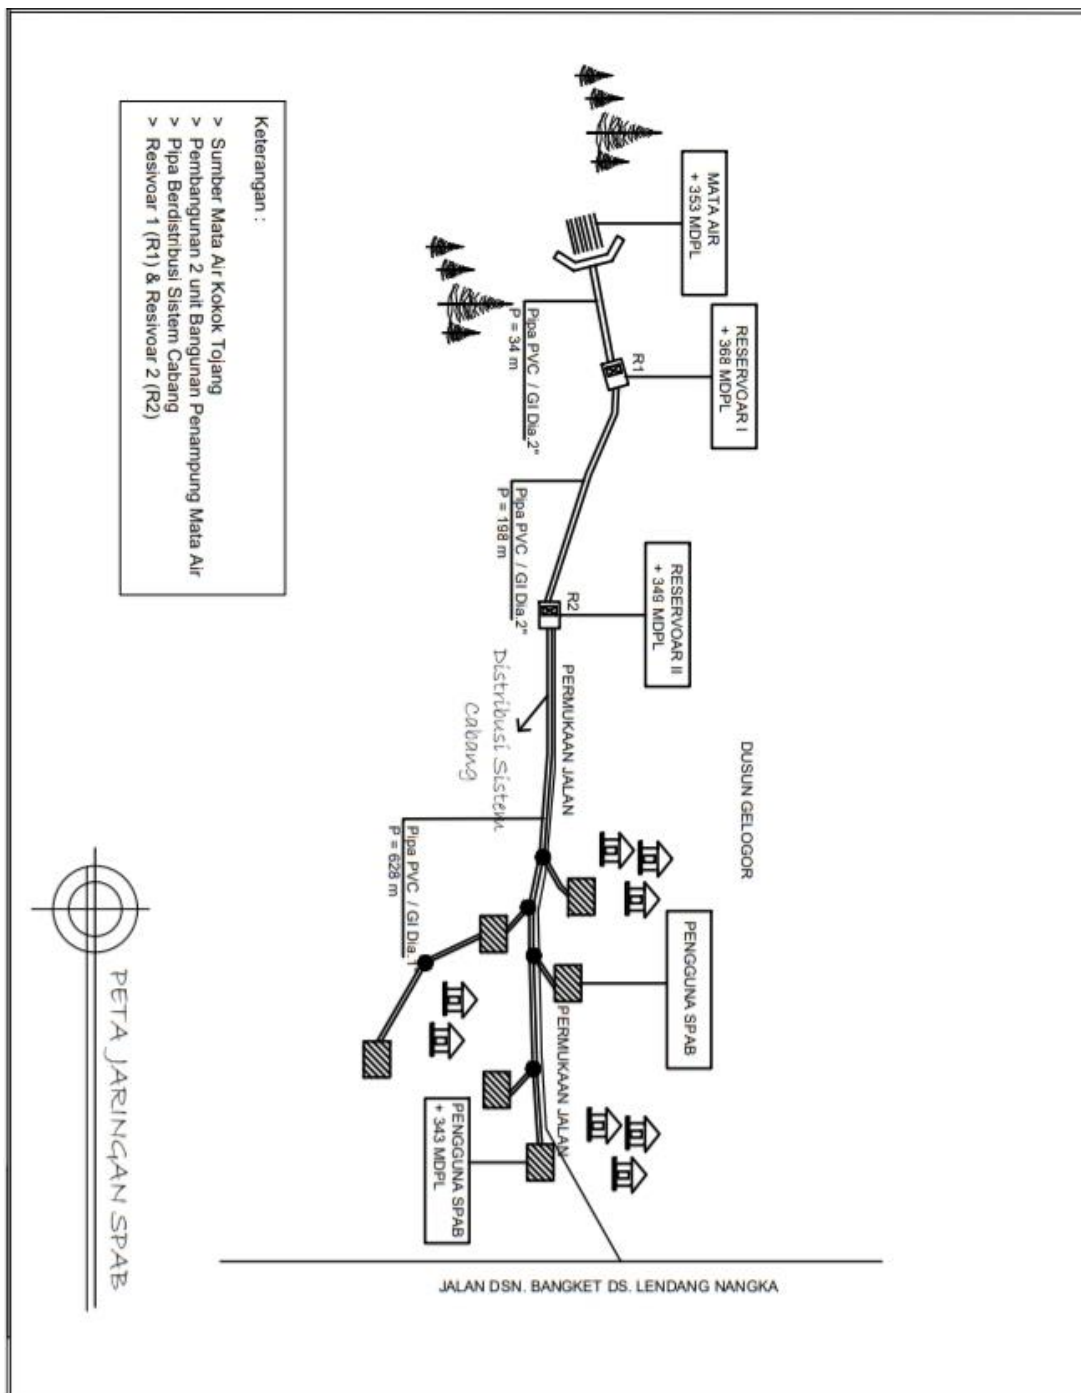 MATA AIR
+ 353 MDPL
RESERVOAR I
+ 368 MDPL
RESERVOAR II
+ 349 MDPL
DUSUN GELOGOR
PENGGUNA SPAB
R1
R2
PERMUKAAN JALAN
PERMUKAAN JALAN
Pipa PVC / GI Dia.2"
P = 34 m
Pipa PVC / GI Dia.2"
P = 198 m
Distribusi Sistem
Cabang
Pipa PVC / GI Dia.1"
P = 628 m
PENGGUNA SPAB
+ 343 MDPL
JALAN DSN. BANGKET DS. LENDANG NANGKA
Keterangan :
> Sumber Mata Air Kokok Tojang
> Pembangunan 2 unit Bangunan Penampung Mata Air
> Pipa Berdistribusi Sistem Cabang
> Resivoar 1 (R1) & Resivoar 2 (R2)
PETA JARINGAN SPAB